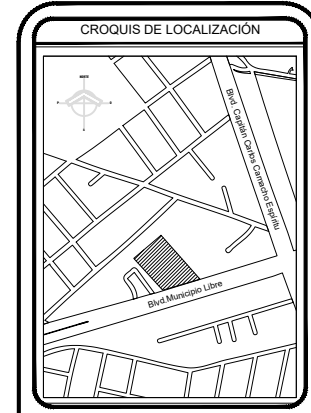 CROQUIS DE LOCALIZACIÓN
Blvd. Capitán Carlos Camacho Espíritu
Blvd.Municipio Libre